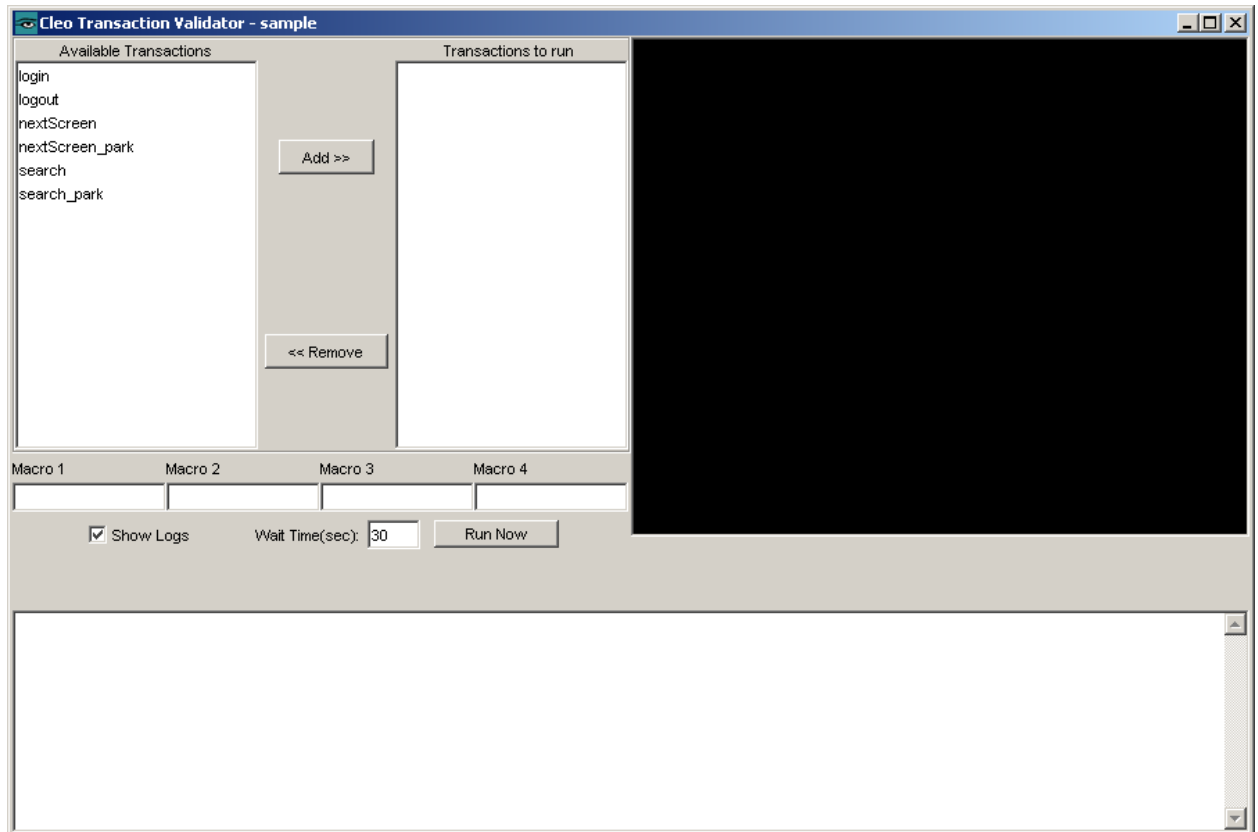 Cleo Transaction Validator - sample
Available Transactions
Transactions to run
login
logout
nextScreen
nextScreen_park
search
search_park
Add >>
<< Remove
Macro 1 Macro 2 Macro 3 Macro 4
Show Logs Wait Time(sec): 30 Run Now